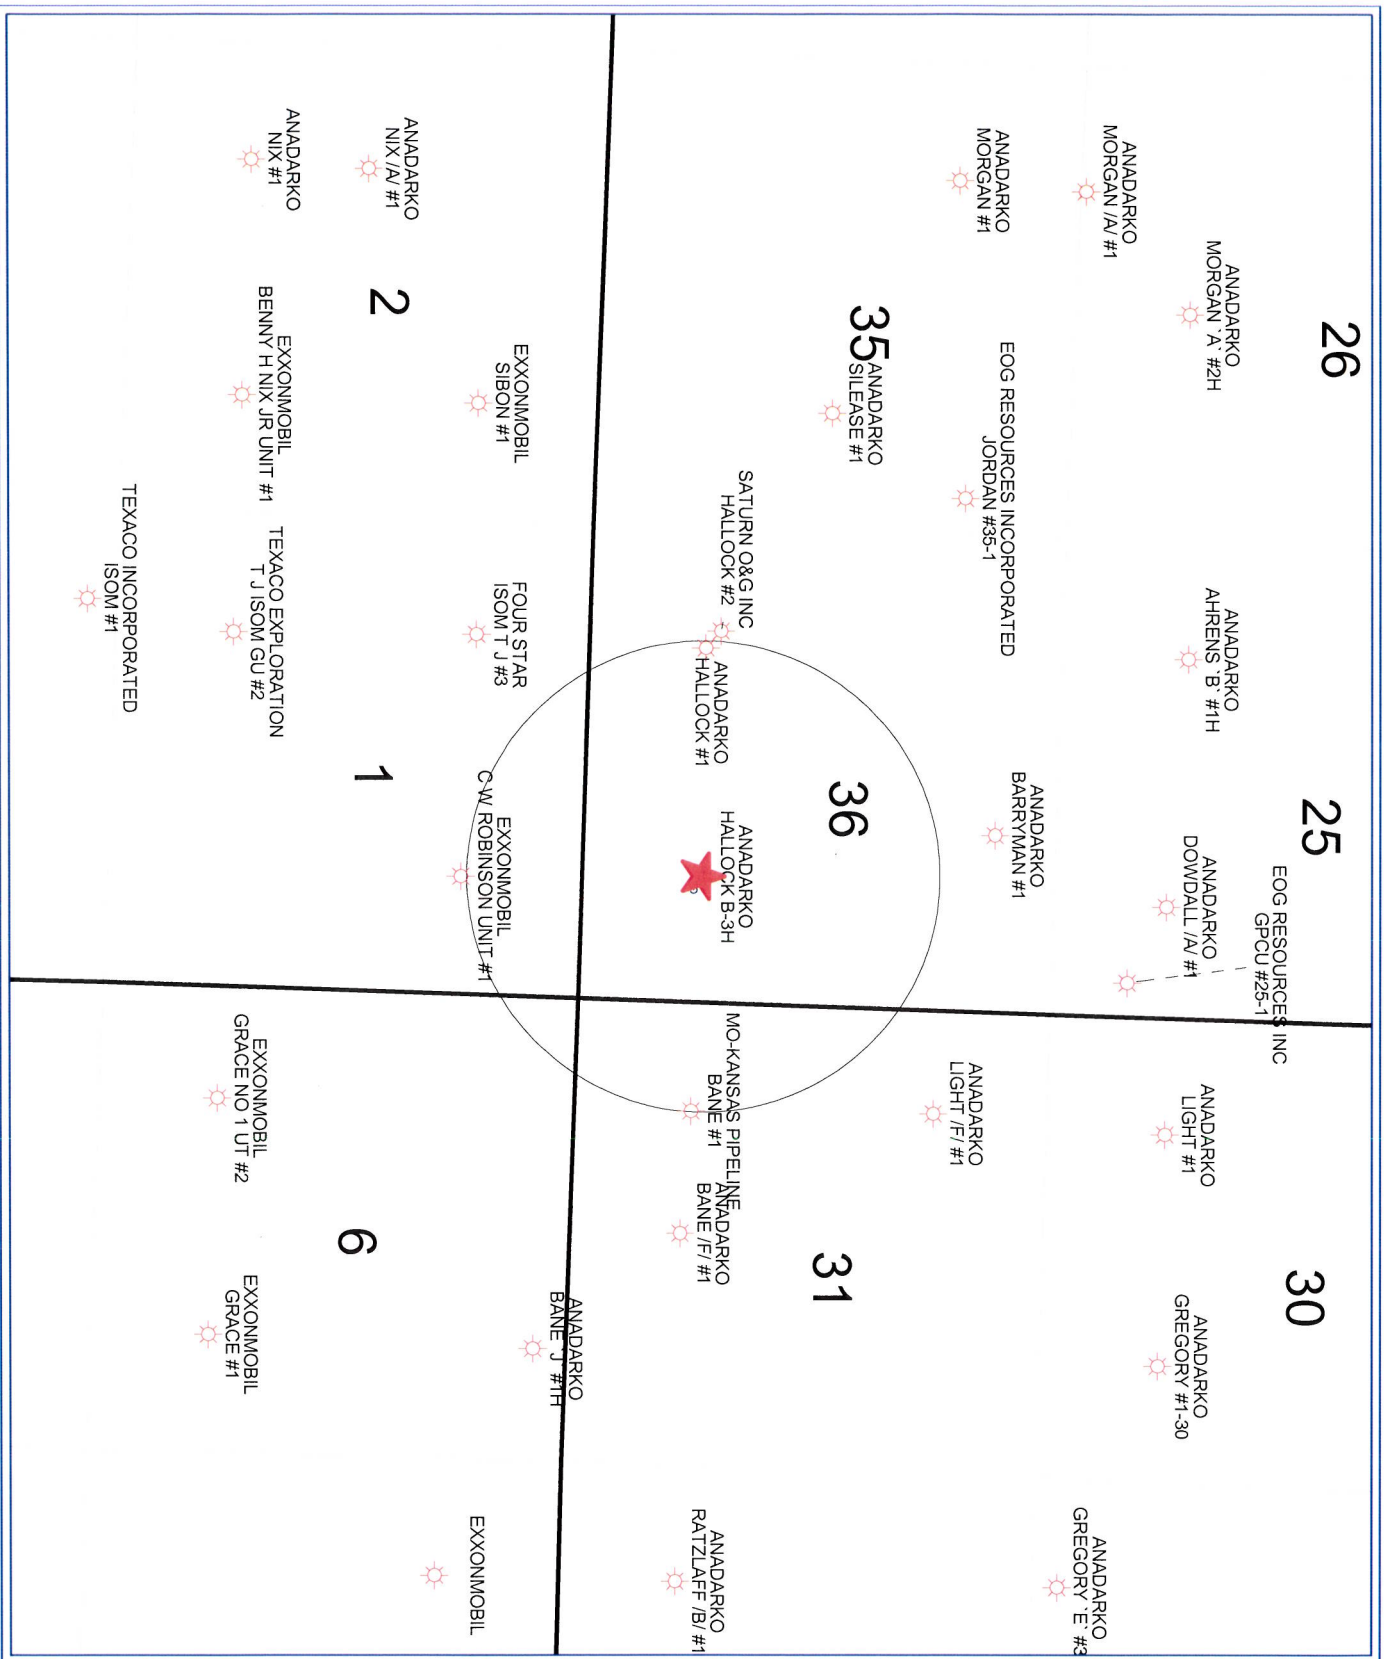 26
25
30
EOG RESOURCES INC
GPCU #25-1
ANADARKO
MORGAN `A` #2H
ANADARKO
AHRENS `B` #1H
ANADARKO
DOWDALL /A/ #1
ANADARKO
LIGHT #1
ANADARKO
GREGORY #1-30
ANADARKO
MORGAN /A/ #1
ANADARKO
GREGORY `E` #3
ANADARKO
MORGAN #1
EOG RESOURCES INCORPORATED
JORDAN #35-1
ANADARKO
BARRYMAN #1
ANADARKO
LIGHT /F/ #1
35
ANADARKO
SILEASE #1
36
31
SATURN O&G INC
HALLOCK #2
ANADARKO
HALLOCK #1
ANADARKO
HALLOCK B-3H
MO-KANSAS PIPELINE
BANE #1
ANADARKO
BANE /F/ #1
ANADARKO
RATZLAFF /B/ #1
ANADARKO
BANE `J` #1H
EXXONMOBIL
SIBON #1
FOUR STAR
ISOM T J #3
EXXONMOBIL
C W ROBINSON UNIT #1
EXXONMOBIL
ANADARKO
NIX /A/ #1
2
1
6
ANADARKO
NIX #1
EXXONMOBIL
BENNY H NIX JR UNIT #1
TEXACO EXPLORATION
T J ISOM GU #2
EXXONMOBIL
GRACE NO 1 UT #2
EXXONMOBIL
GRACE #1
TEXACO INCORPORATED
ISOM #1